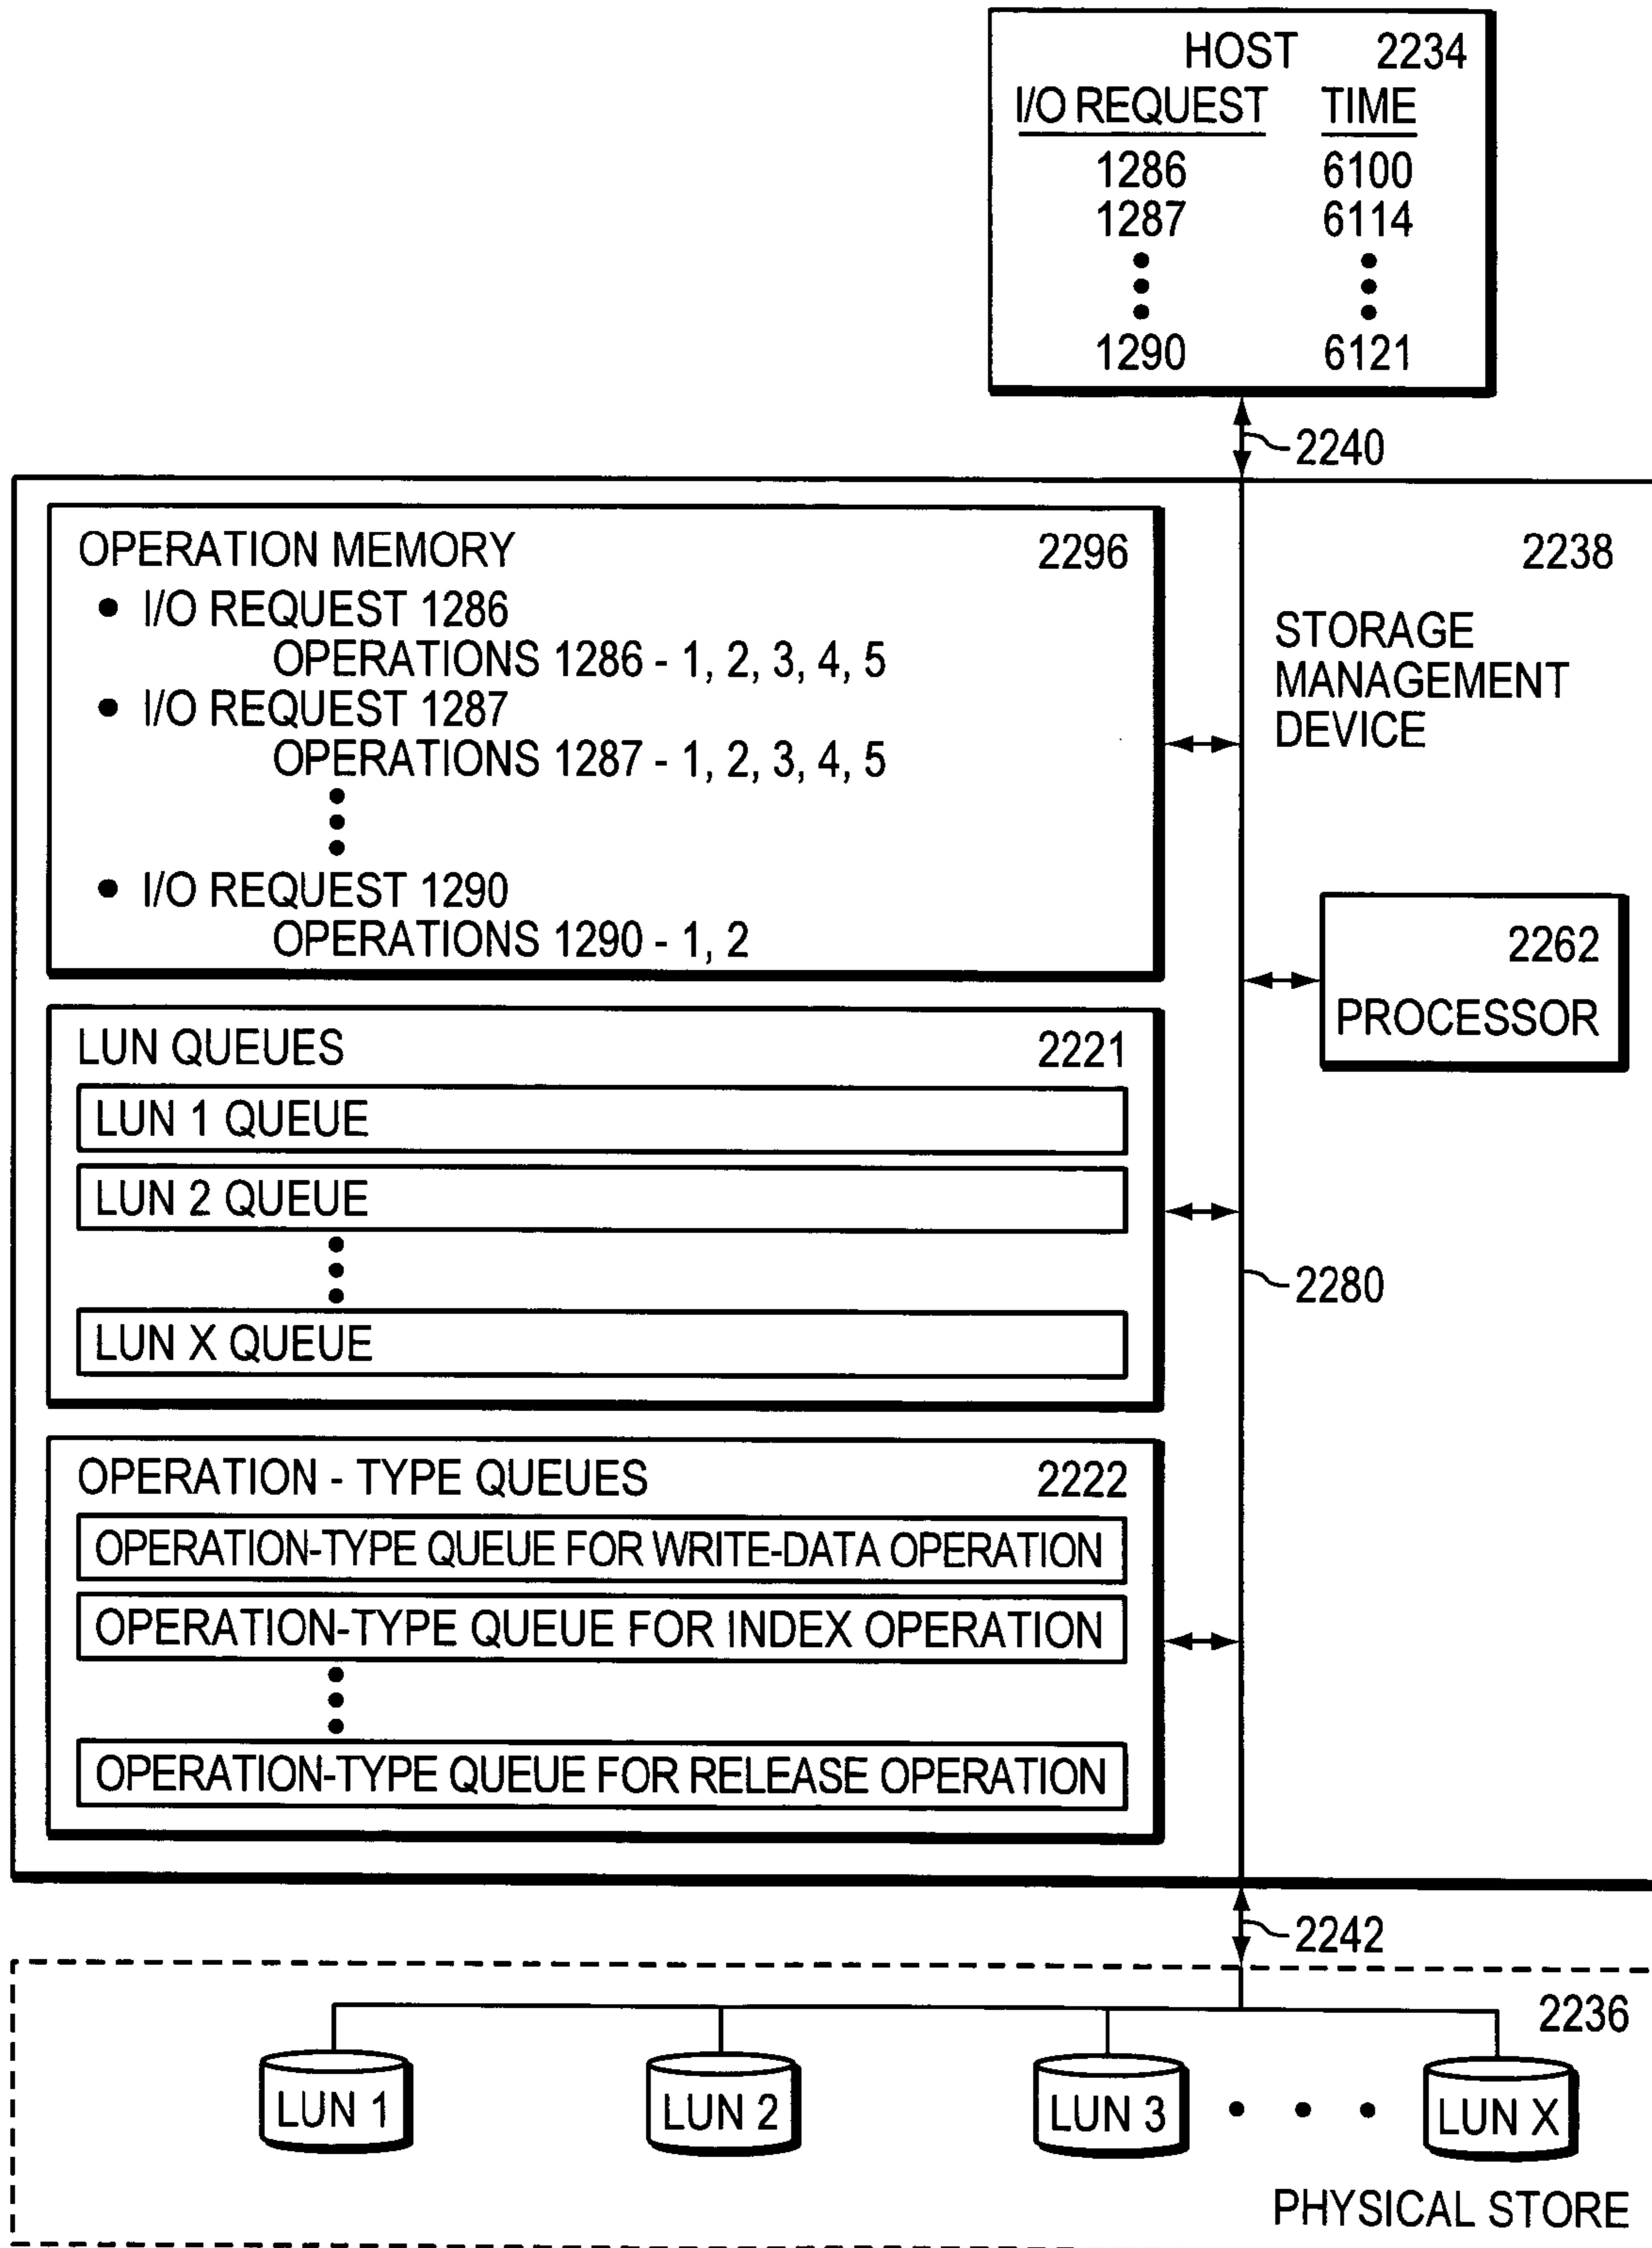 HOST 2234
I/O REQUEST TIME
1286 6100
1287 6114
1290 6121
2240
OPERATION MEMORY 2296
• I/O REQUEST 1286
OPERATIONS 1286 - 1, 2, 3, 4, 5
• I/O REQUEST 1287
OPERATIONS 1287 - 1, 2, 3, 4, 5
• I/O REQUEST 1290
OPERATIONS 1290 - 1, 2
2238
STORAGE
MANAGEMENT
DEVICE
2262
PROCESSOR
LUN QUEUES 2221
LUN 1 QUEUE
LUN 2 QUEUE
LUN X QUEUE
2280
OPERATION - TYPE QUEUES 2222
OPERATION-TYPE QUEUE FOR WRITE-DATA OPERATION
OPERATION-TYPE QUEUE FOR INDEX OPERATION
OPERATION-TYPE QUEUE FOR RELEASE OPERATION
2242
2236
LUN 1 LUN 2 LUN 3 • • • LUN X
PHYSICAL STORE